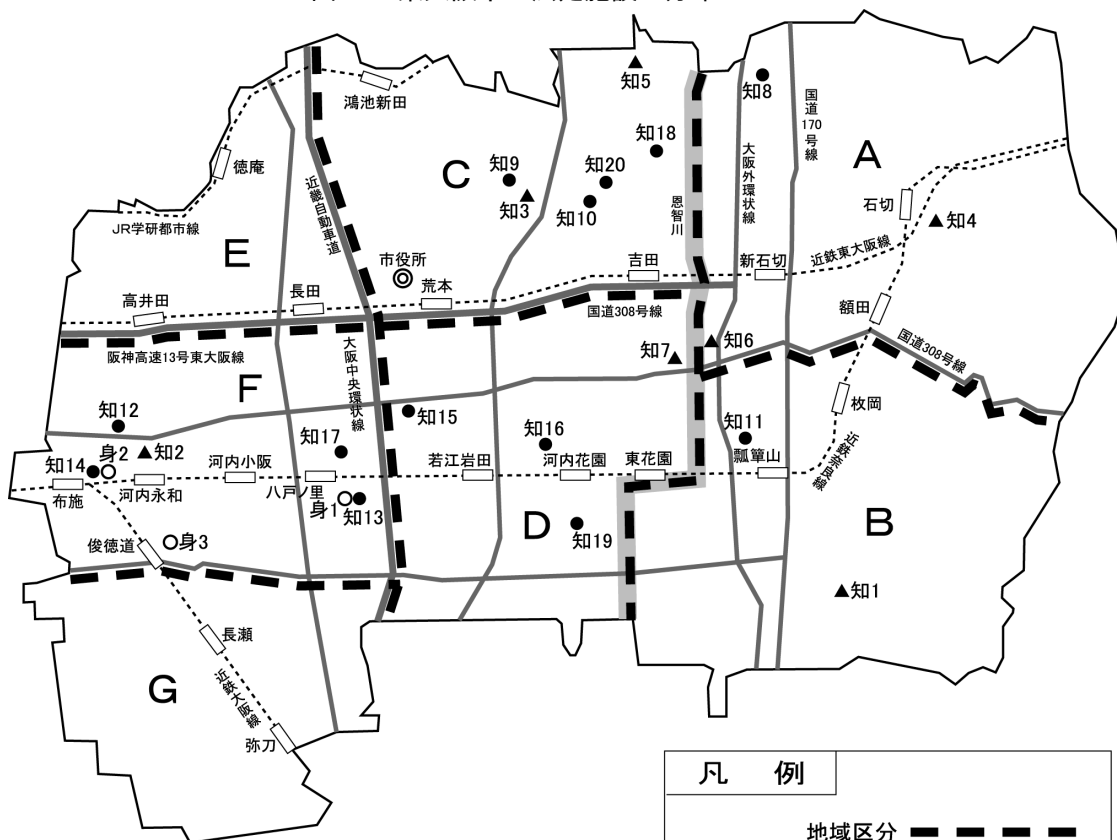 知5
知8
鴻池新田
国道170号線
A
知18
大阪外環状線
徳庵
C
知9
知20
近畿自動車道
知3
知10
恩智川
石切
知4
JR学研都市線
E
市役所
吉田
新石切
近鉄東大阪線
高井田
長田
荒本
国道308号線
額田
阪神高速13号東大阪線
大阪中央環状線
知7
知6
国道308号線
F
枚岡
知12
知15
知11
知17
知16
近鉄奈良線
身2
知2
知14
河内小阪
若江岩田
河内花園
東花園
瓢簞山
布施
河内永和
八戸ノ里
身1
知13
D
B
俊徳道
身3
知19
知1
長瀬
G
近鉄大阪線
弥刀
凡 例
地域区分